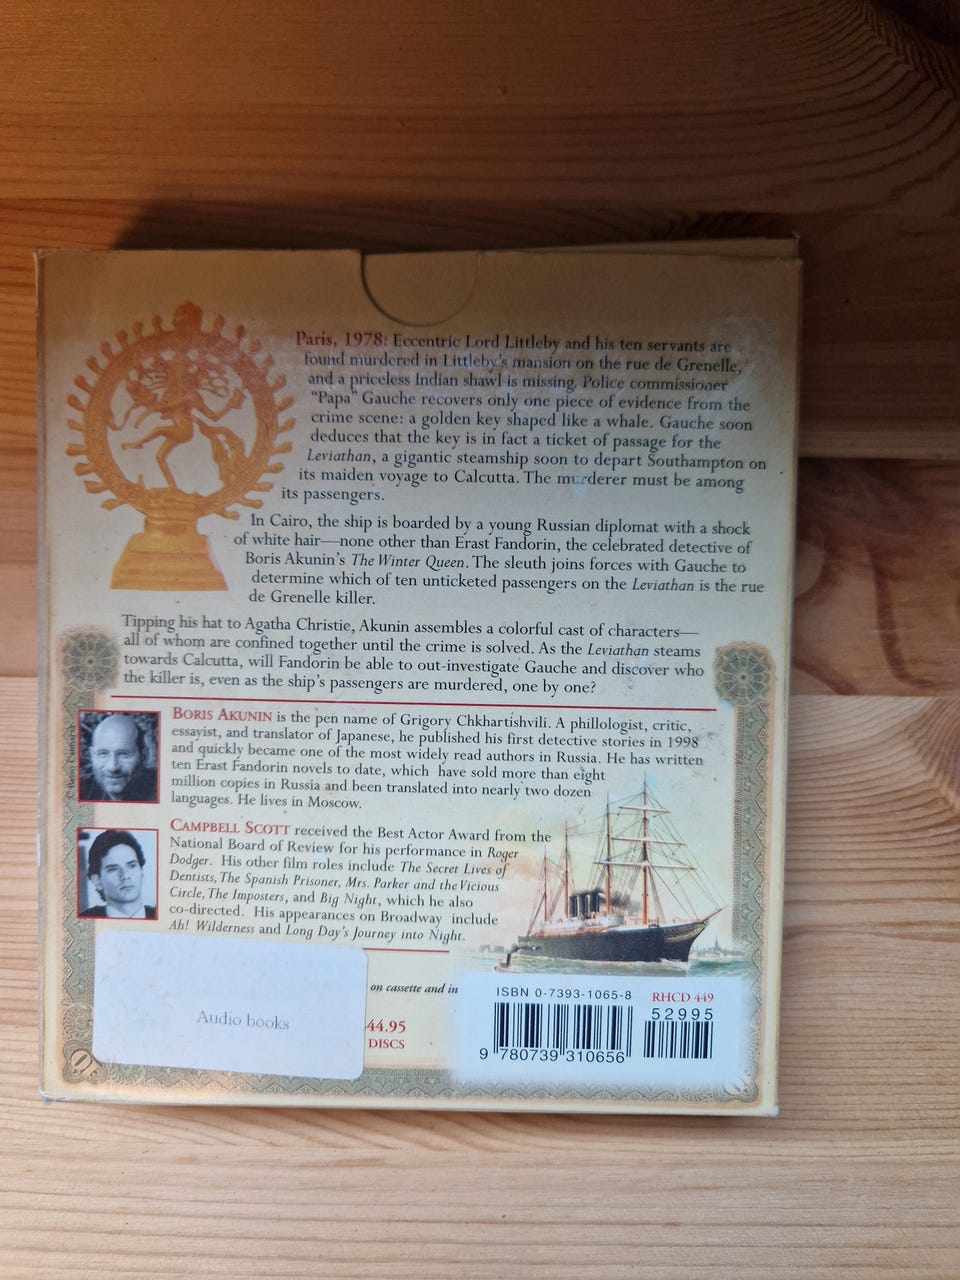 Paris, 1978: Eccentric Lord Littleby and his ten servants are
found murdered in Littleby's mansion on the rue de Grenelle,
and a priceless Indian shawl is missing. Police commissioner
"Papa" Gauche recovers only one piece of evidence from the
crime scene: a golden key shaped like a whale. Gauche soon
deduces that the key is in fact a ticket of passage for the
Leviathan, a gigantic steamship soon to depart Southampton on
its maiden voyage to Calcutta. The murderer must be among
its passengers.
In Cairo, the ship is boarded by a young Russian diplomat with a shock
of white hair—none other than Erast Fandorin, the celebrated detective of
Boris Akunin's The Winter Queen. The sleuth joins forces with Gauche to
determine which of ten unticketed passengers on the Leviathan is the rue
de Grenelle killer.
Tipping his hat to Agatha Christie, Akunin assembles a colorful cast of characters—
all of whom are confined together until the crime is solved. As the Leviathan steams
towards Calcutta, will Fandorin be able to out-investigate Gauche and discover who
the killer is, even as the ship's passengers are murdered, one by one?
BORIS AKUNIN is the pen name of Grigory Chkhartishvili. A phillologist, critic,
essayist, and translator of Japanese, he published his first detective stories in 1998
and quickly became one of the most widely read authors in Russia. He has written
ten Erast Fandorin novels to date, which have sold more than eight
million copies in Russia and been translated into nearly two dozen
languages. He lives in Moscow.
CAMPBELL SCOTT received the Best Actor Award from the
National Board of Review for his performance in Roger
Dodger. His other film roles include The Secret Lives of
Dentists, The Spanish Prisoner, Mrs. Parker and the Vicious
Circle, The Imposters, and Big Night, which he also
co-directed. His appearances on Broadway include
Ah! Wilderness and Long Day's Journey into Night.
on cassette and in
Audio books
44.95
DISCS
ISBN 0-7393-1065-8
RHCD 449
52995
9 780739 310656